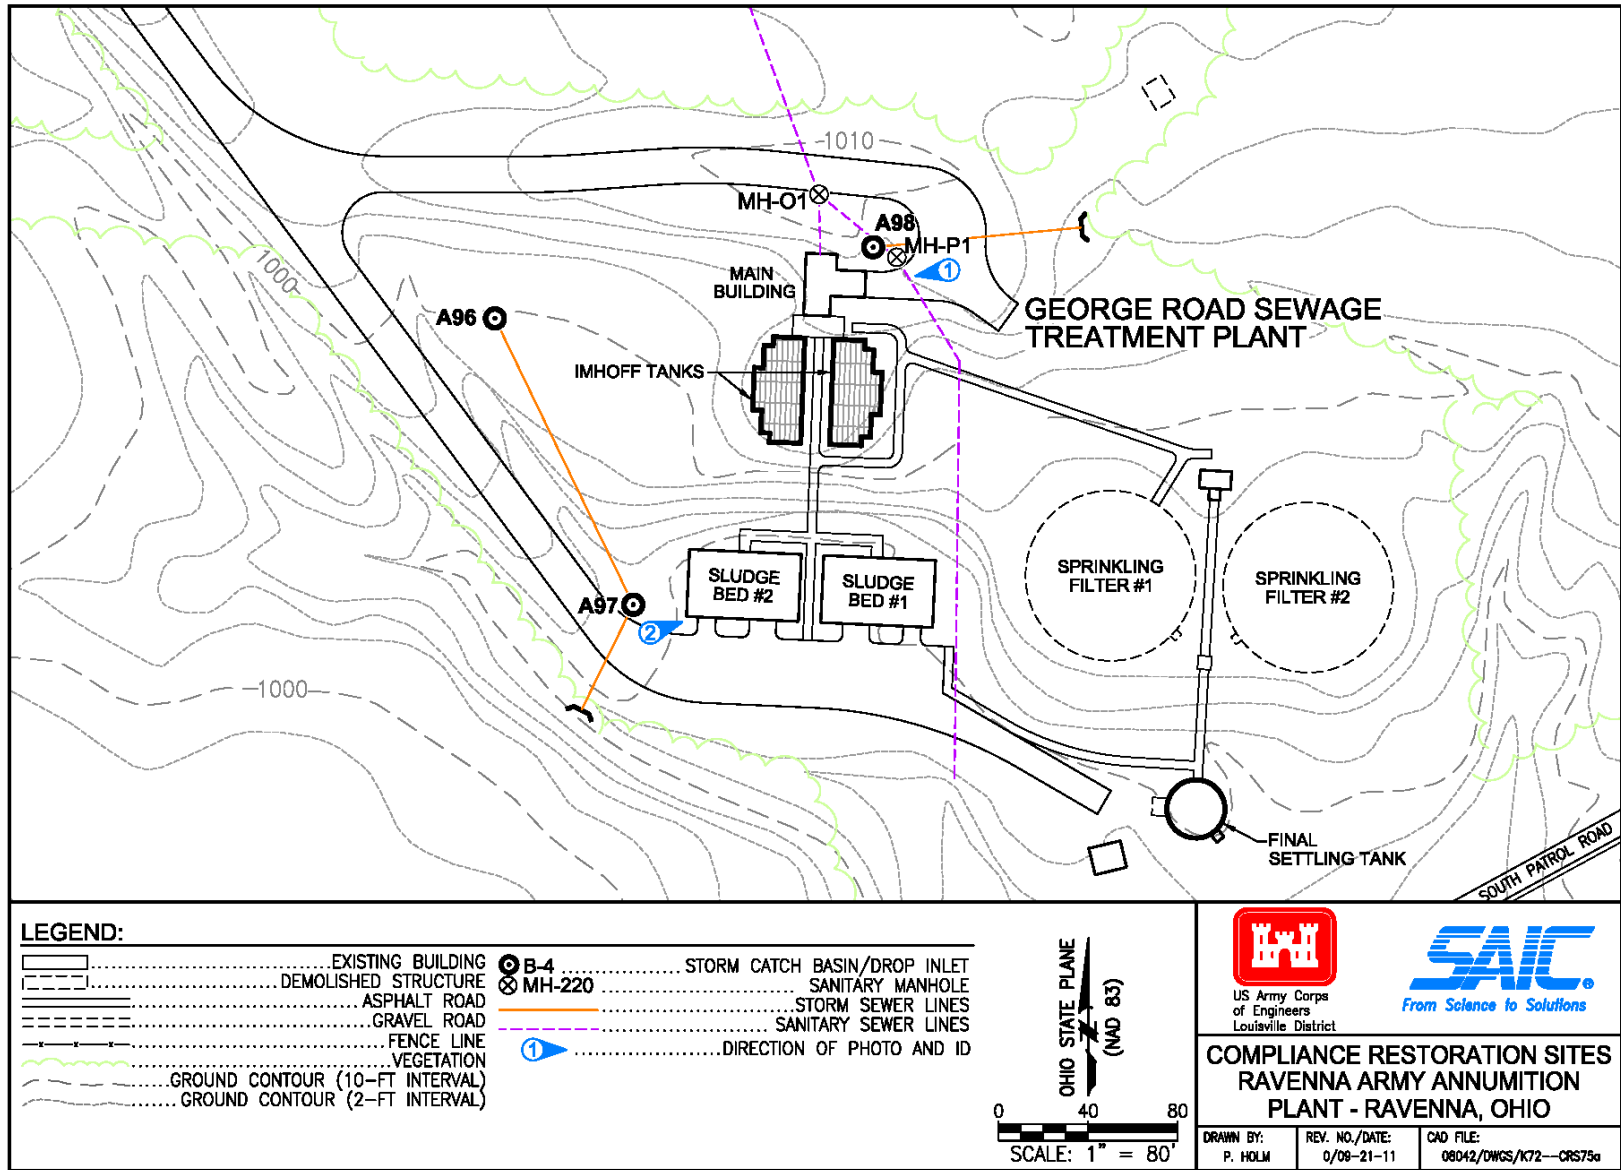 1010
MH-O1
A98
MH-P1
1
MAIN
BUILDING
1000
A96
GEORGE ROAD SEWAGE
TREATMENT PLANT
IMHOFF TANKS
SLUDGE
BED #2
SLUDGE
BED #1
SPRINKLING
FILTER #1
SPRINKLING
FILTER #2
A97
2
1000
FINAL
SETTLING TANK
SOUTH PATROL ROAD
LEGEND:
EXISTING BUILDING
DEMOLISHED STRUCTURE
ASPHALT ROAD
GRAVEL ROAD
FENCE LINE
VEGETATION
GROUND CONTOUR (10-FT INTERVAL)
GROUND CONTOUR (2-FT INTERVAL)
B-4 STORM CATCH BASIN/DROP INLET
MH-220 SANITARY MANHOLE
STORM SEWER LINES
SANITARY SEWER LINES
1 DIRECTION OF PHOTO AND ID
OHIO STATE PLANE
(NAD 83)
N
0 40 80
SCALE: 1" = 80'
US Army Corps
of Engineers
Louisville District
SAIC®
From Science to Solutions
COMPLIANCE RESTORATION SITES
RAVENNA ARMY ANNUMITION
PLANT - RAVENNA, OHIO
DRAWN BY:
P. HOLM
REV. NO./DATE:
0/09-21-11
CAD FILE:
08042/DWGS/K72--CRS75a